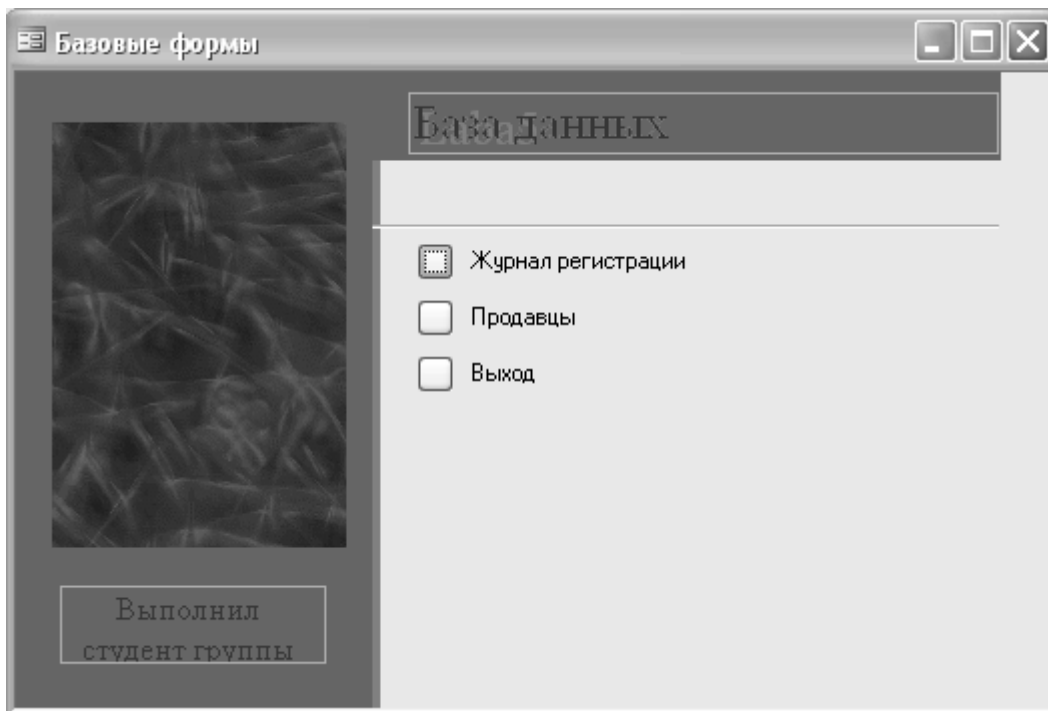 Базовые формы
База данных
Журнал регистрации
Продавцы
Выход
Выполнил
студент группы